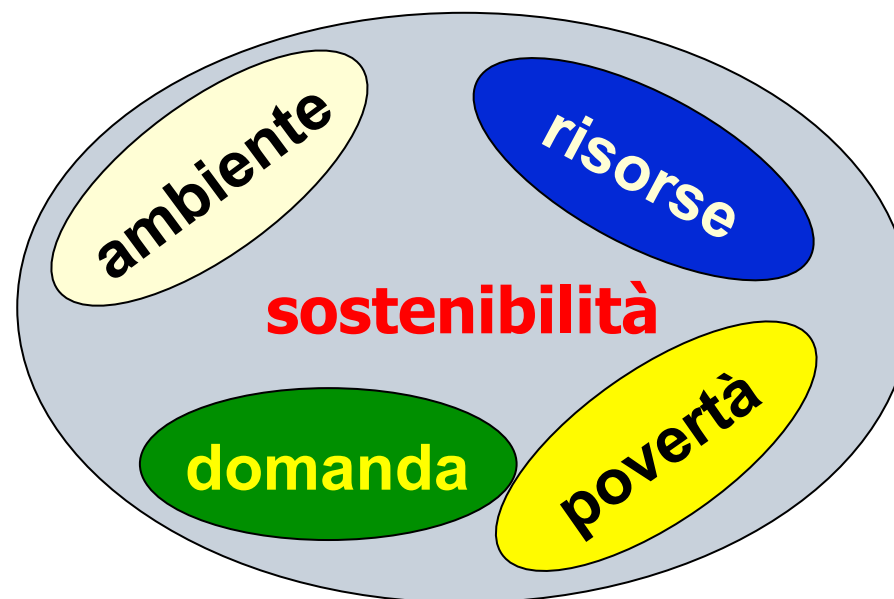 ambiente
risorse
sostenibilità
domanda
povertà